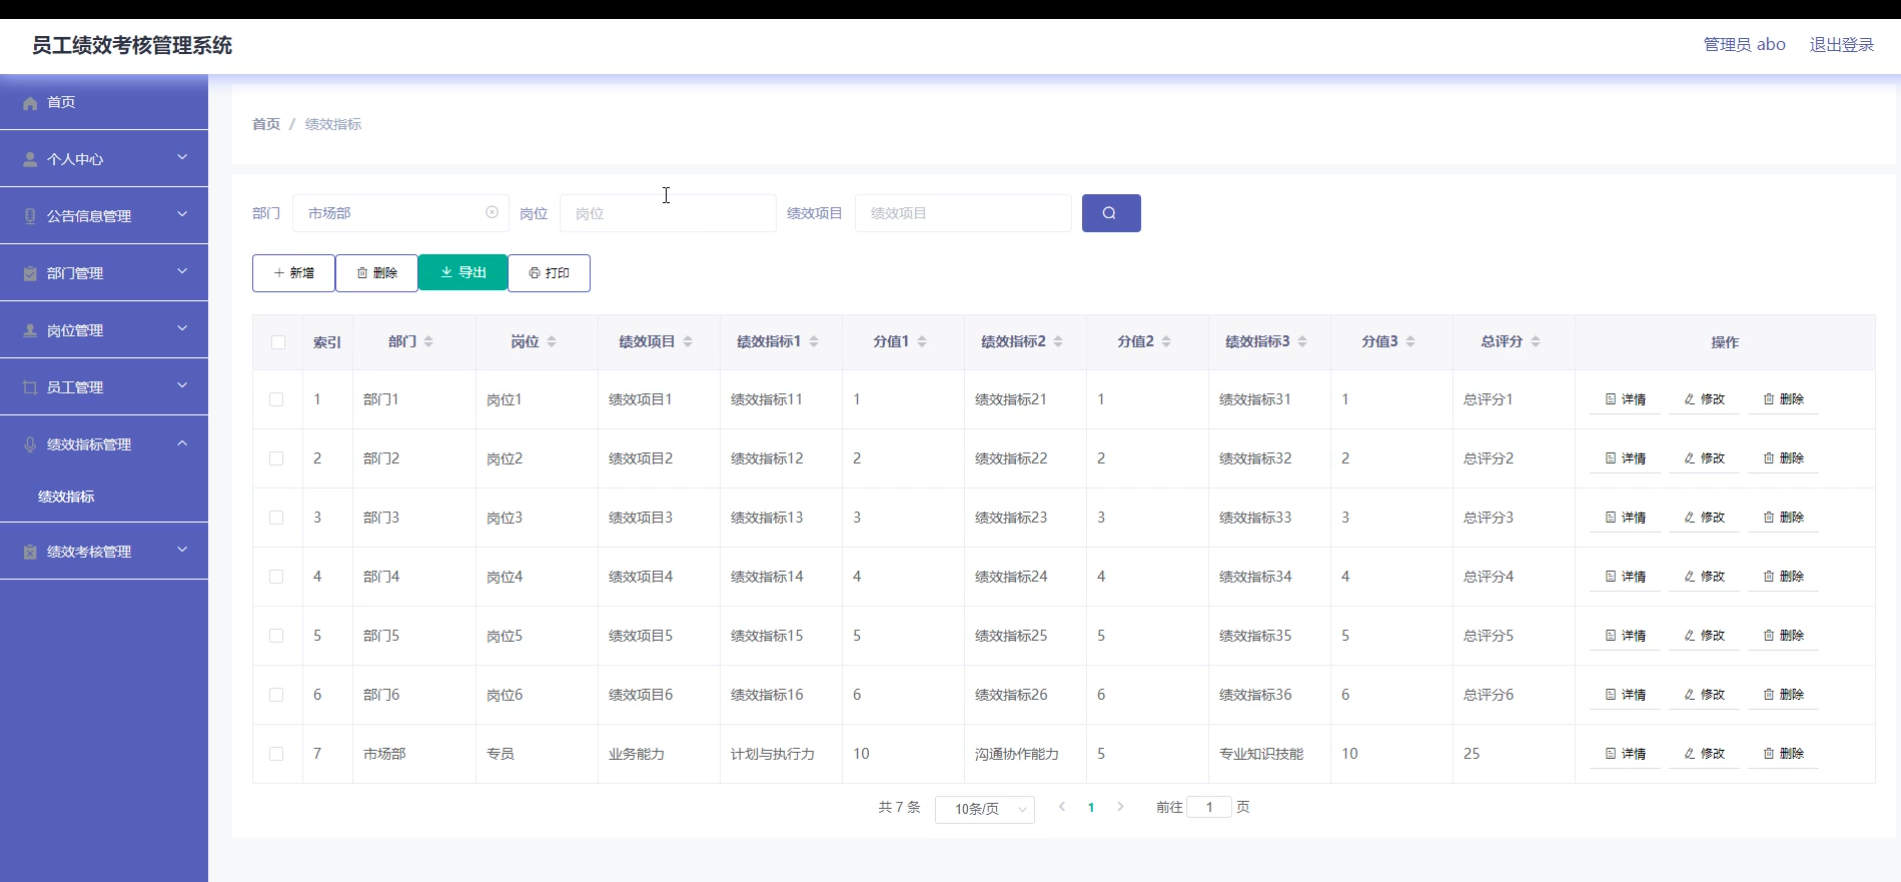 员工绩效考核管理系统
管理员 abo 退出登录
首页
个人中心
公告信息管理
部门管理
岗位管理
员工管理
绩效指标管理
绩效指标
绩效考核管理
首页 / 绩效指标
部门 市场部 岗位 岗位 绩效项目 绩效项目
新增 删除 导出 打印
索引 部门 岗位 绩效项目 绩效指标1 分值1 绩效指标2 分值2 绩效指标3 分值3 总评分 操作
1 部门1 岗位1 绩效项目1 绩效指标11 1 绩效指标21 1 绩效指标31 1 总评分1 详情 修改 删除
2 部门2 岗位2 绩效项目2 绩效指标12 2 绩效指标22 2 绩效指标32 2 总评分2 详情 修改 删除
3 部门3 岗位3 绩效项目3 绩效指标13 3 绩效指标23 3 绩效指标33 3 总评分3 详情 修改 删除
4 部门4 岗位4 绩效项目4 绩效指标14 4 绩效指标24 4 绩效指标34 4 总评分4 详情 修改 删除
5 部门5 岗位5 绩效项目5 绩效指标15 5 绩效指标25 5 绩效指标35 5 总评分5 详情 修改 删除
6 部门6 岗位6 绩效项目6 绩效指标16 6 绩效指标26 6 绩效指标36 6 总评分6 详情 修改 删除
7 市场部 专员 业务能力 计划与执行力 10 沟通协作能力 5 专业知识技能 10 25 详情 修改 删除
共 7 条 10条/页 1 前往 1 页